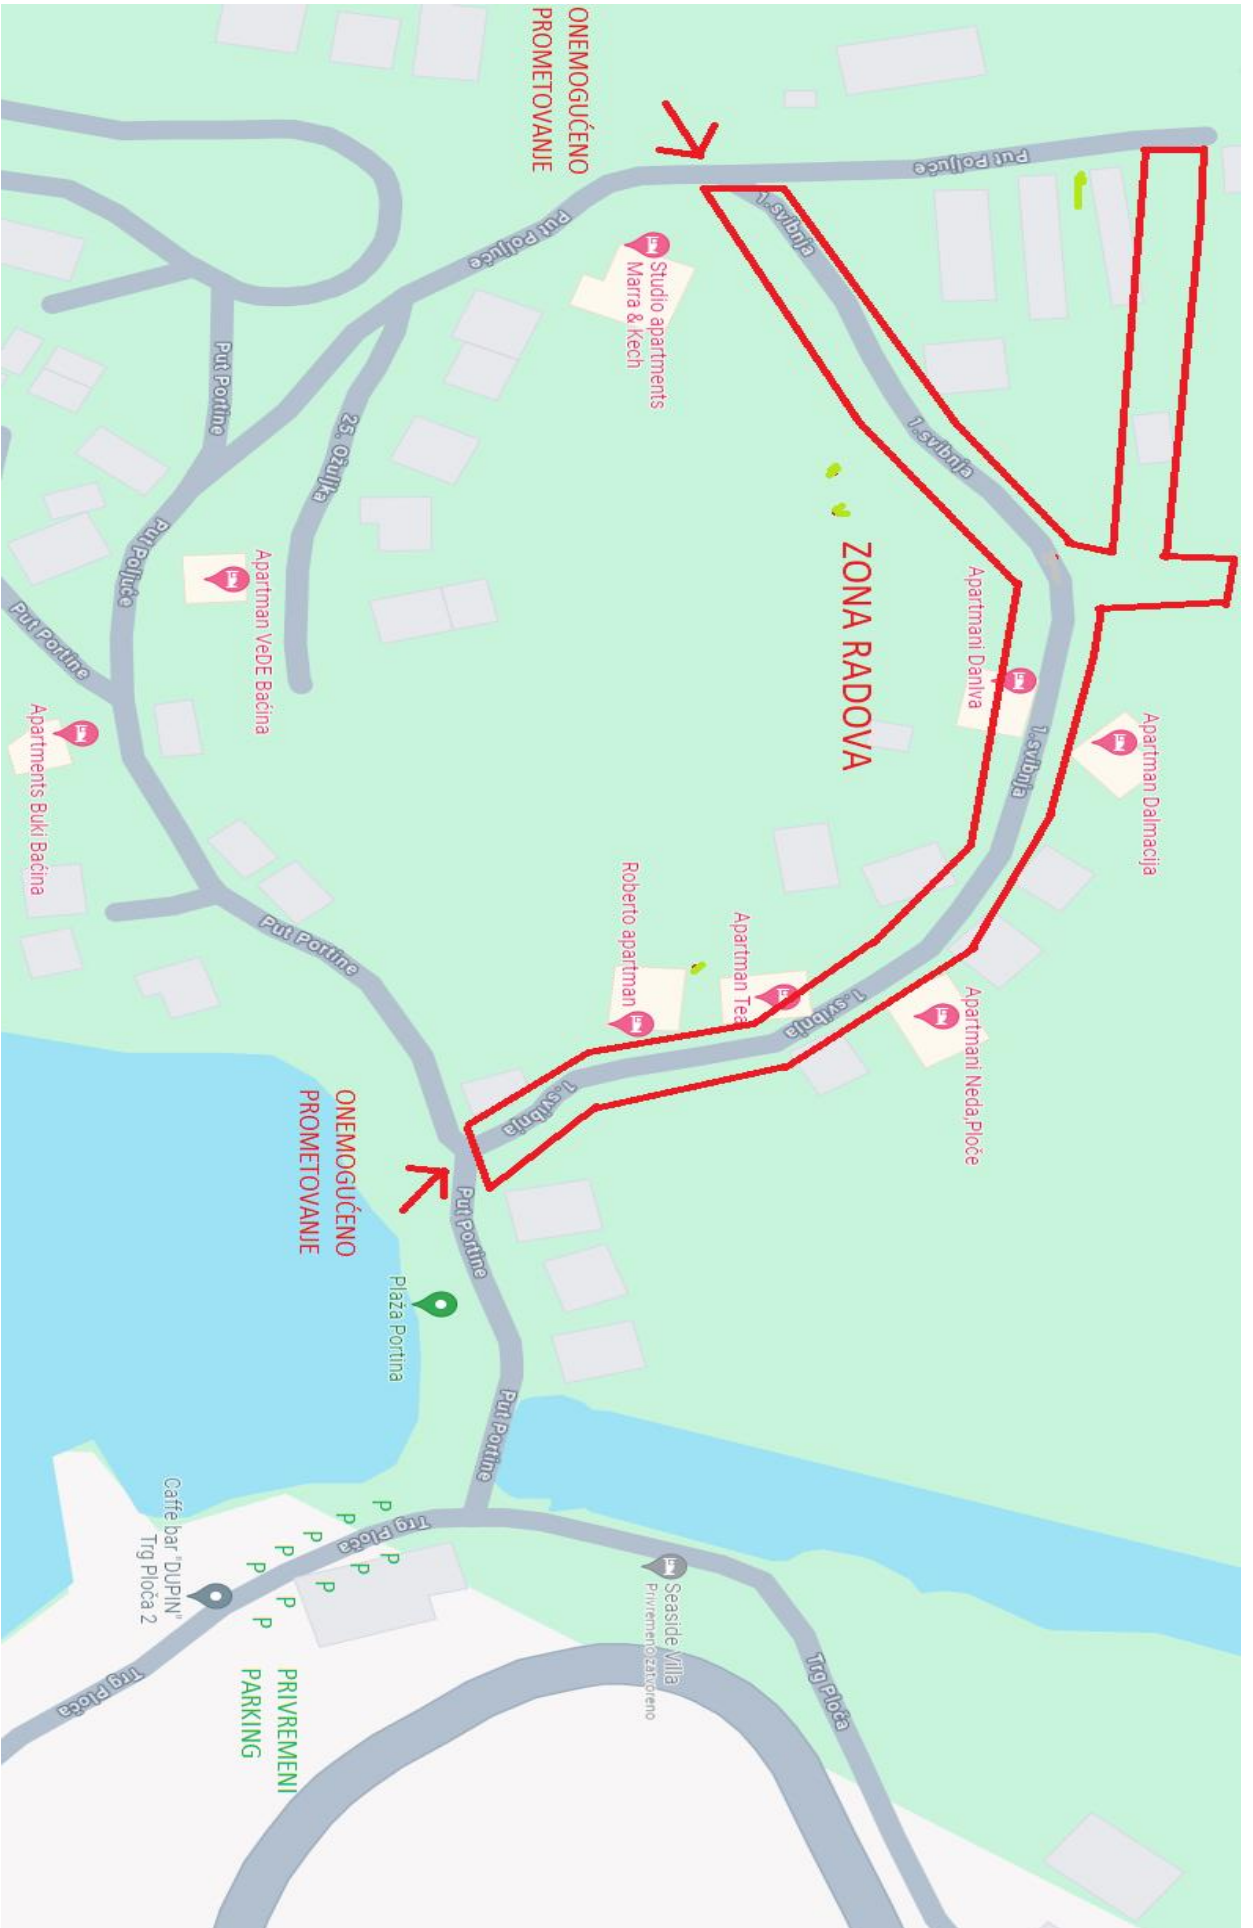 ONEMOGUĆENO
PROMETOVANJE
Put Poljuče
1.svibnja
Studio apartments
Marra & Kech
Put Poljuče
1.svibnja
Put Portine
25. Ožujka
ZONA RADOVA
Apartmani DanIva
Apartman Dalmacija
1.svibnja
Put Poljuče
Apartman VeDE Baćina
Put Portine
Apartments Buki Baćina
Roberto apartman
Apartman Tea
1.svibnja
Apartmani Neda,Ploče
Put Portine
1.svibnja
ONEMOGUĆENO
PROMETOVANJE
Put Portine
Plaža Portina
Put Portine
Caffe bar "DUPIN"
Trg Ploča 2
P
P
P
P
P
P
P
P
P
P
Trg Ploča
Seaside Villa
Privremeno zatvoreno
Trg Ploča
Trg Ploča
PRIVREMENI
PARKING